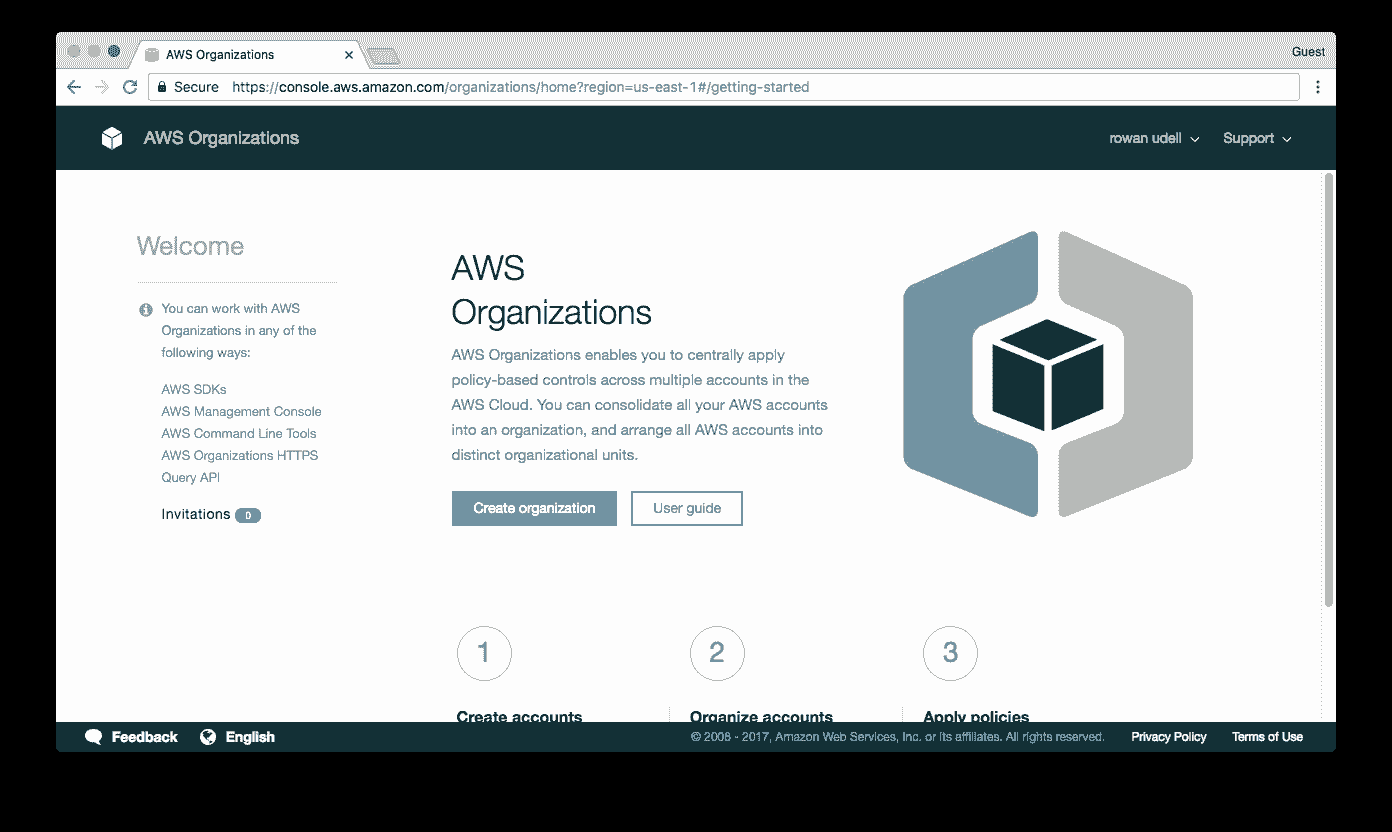 AWS Organizations
Guest
Secure https://console.aws.amazon.com/organizations/home?region=us-east-1#/getting-started
AWS Organizations
rowan udell
Support
Welcome
You can work with AWS
Organizations in any of the
following ways:
AWS SDKs
AWS Management Console
AWS Command Line Tools
AWS Organizations HTTPS
Query API
Invitations 0
AWS
Organizations
AWS Organizations enables you to centrally apply
policy-based controls across multiple accounts in the
AWS Cloud. You can consolidate all your AWS accounts
into an organization, and arrange all AWS accounts into
distinct organizational units.
Create organization
User guide
1
2
3
Create accounts
Organize accounts
Apply policies
Feedback
English
© 2008 - 2017, Amazon Web Services, Inc. or its affiliates. All rights reserved.
Privacy Policy
Terms of Use